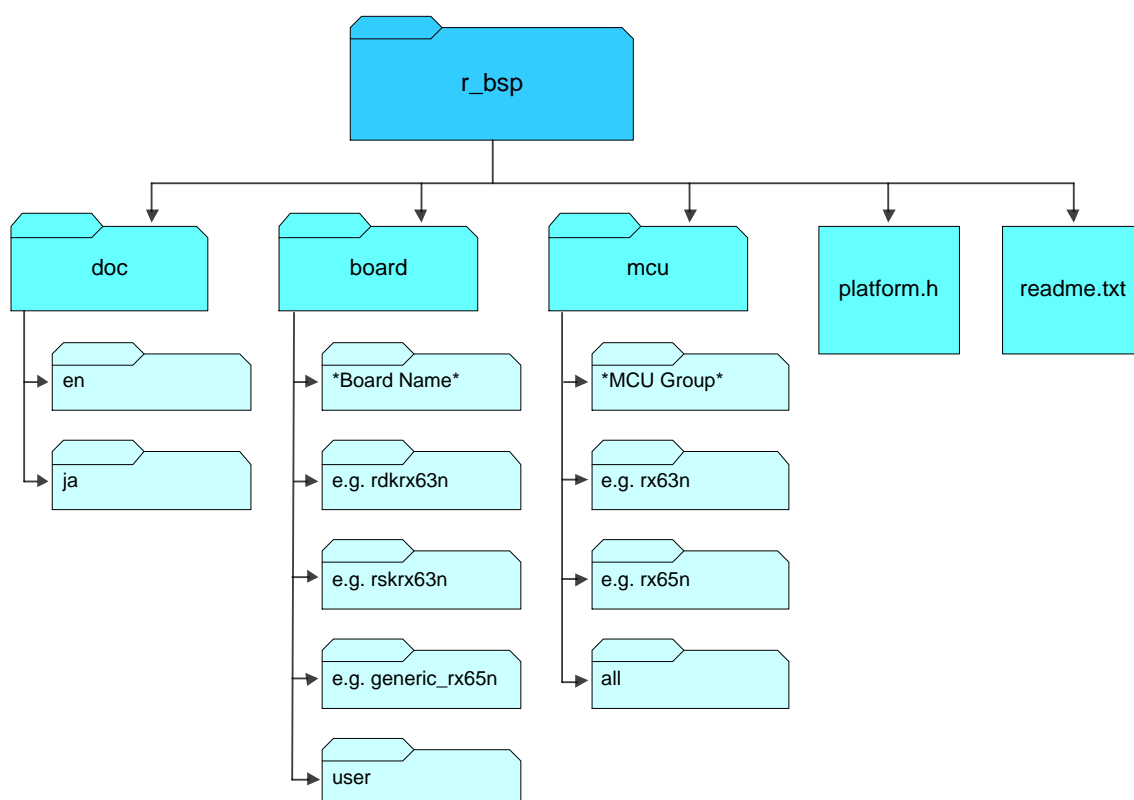 r_bsp
doc
board
mcu
platform.h
readme.txt
en
ja
*Board Name*
e.g. rdkrx63n
e.g. rskrx63n
e.g. generic_rx65n
user
*MCU Group*
e.g. rx63n
e.g. rx65n
all